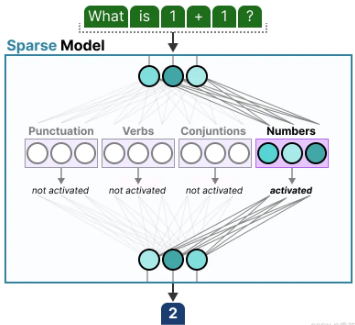 What is 1 + 1 ?
Sparse Model
Punctuation Verbs Conjuntions Numbers
not activated not activated not activated activated
2